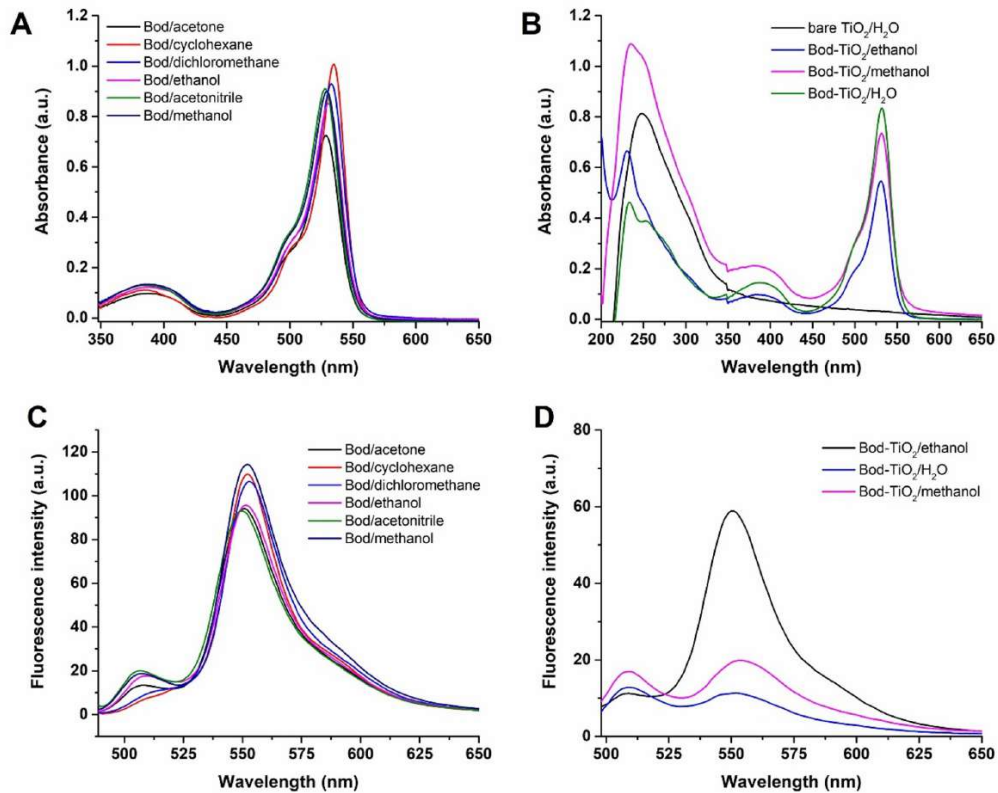 A
Absorbance (a.u.)
1.2
1.0
0.8
0.6
0.4
0.2
0.0
Bod/acetone
Bod/cyclohexane
Bod/dichloromethane
Bod/ethanol
Bod/acetonitrile
Bod/methanol
350 400 450 500 550 600 650
Wavelength (nm)
B
Absorbance (a.u.)
1.2
1.0
0.8
0.6
0.4
0.2
0.0
bare TiO₂/H₂O
Bod-TiO₂/ethanol
Bod-TiO₂/methanol
Bod-TiO₂/H₂O
200 250 300 350 400 450 500 550 600 650
Wavelength (nm)
C
Fluorescence intensity (a.u.)
120
100
80
60
40
20
0
Bod/acetone
Bod/cyclohexane
Bod/dichloromethane
Bod/ethanol
Bod/acetonitrile
Bod/methanol
500 525 550 575 600 625 650
Wavelength (nm)
D
Fluorescence intensity (a.u.)
80
60
40
20
0
Bod-TiO₂/ethanol
Bod-TiO₂/H₂O
Bod-TiO₂/methanol
500 525 550 575 600 625 650
Wavelength (nm)